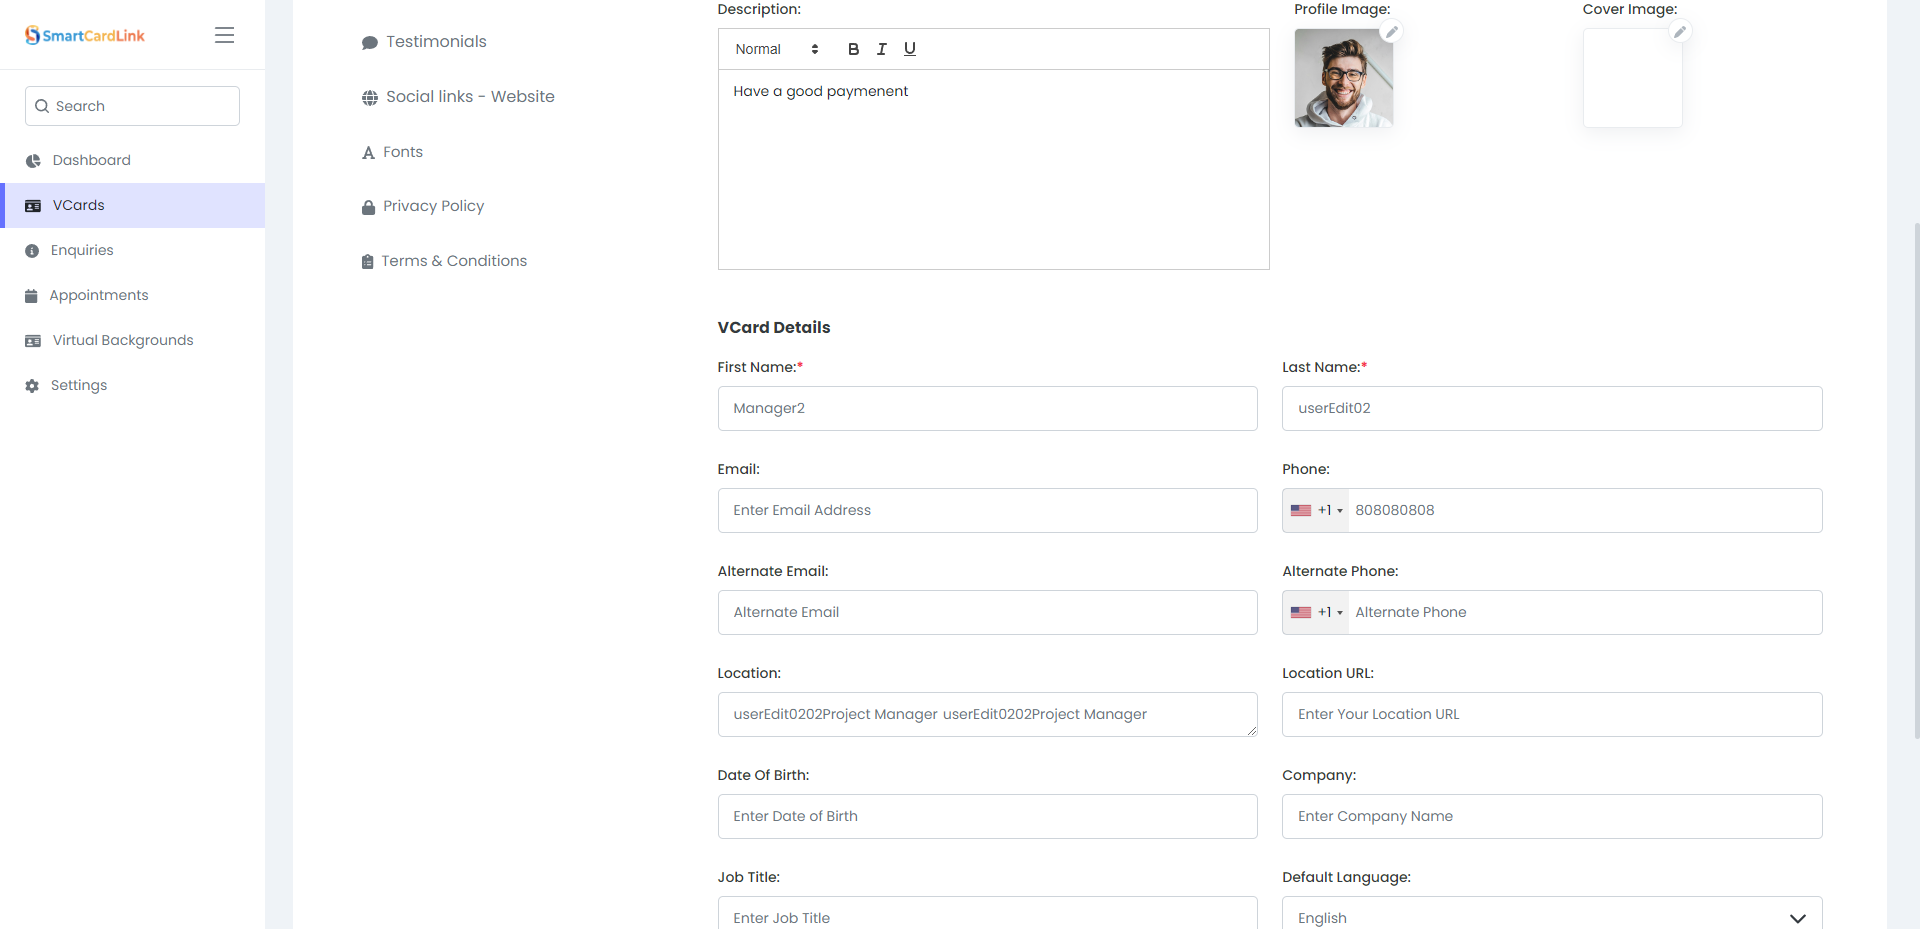 SmartCardLink
Search
Dashboard
VCards
Enquiries
Appointments
Virtual Backgrounds
Settings
Testimonials
Social links - Website
Fonts
Privacy Policy
Terms & Conditions
Description:
Normal
B I U
Have a good paymenent
Profile Image:
Cover Image:
VCard Details
First Name:*
Manager2
Last Name:*
userEdit02
Email:
Enter Email Address
Phone:
+1 808080808
Alternate Email:
Alternate Email
Alternate Phone:
+1 Alternate Phone
Location:
userEdit0202Project Manager userEdit0202Project Manager
Location URL:
Enter Your Location URL
Date Of Birth:
Enter Date of Birth
Company:
Enter Company Name
Job Title:
Enter Job Title
Default Language:
English